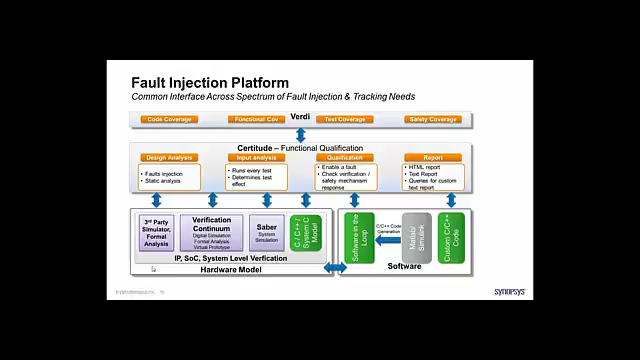 Fault Injection Platform
Common Interface Across Spectrum of Fault Injection & Tracking Needs
Verdi
Code Coverage
Functional Cov
Test Coverage
Safety Coverage
Certitude – Functional Qualification
Design Analysis
• Faults injection
• Static analysis
Input analysis
• Runs every test
• Determines test
effect
Qualification
• Enable a fault
• Check verification /
safety mechanism
response
Report
• HTML report
• Text Report
• Queries for custom
text report
3rd Party
Simulator,
Formal
Analysis
Verification
Continuum
Digital Simulation
Formal Analysis
Virtual Prototype
Saber
System
Simulation
C / C++ /
System C
Model
IP, SoC, System Level Verification
Hardware Model
Software in the
Loop
C/C++ Code
Generation
Matlab/
Simulink
Custom C/C++
Code
Software
SYNOPSYS